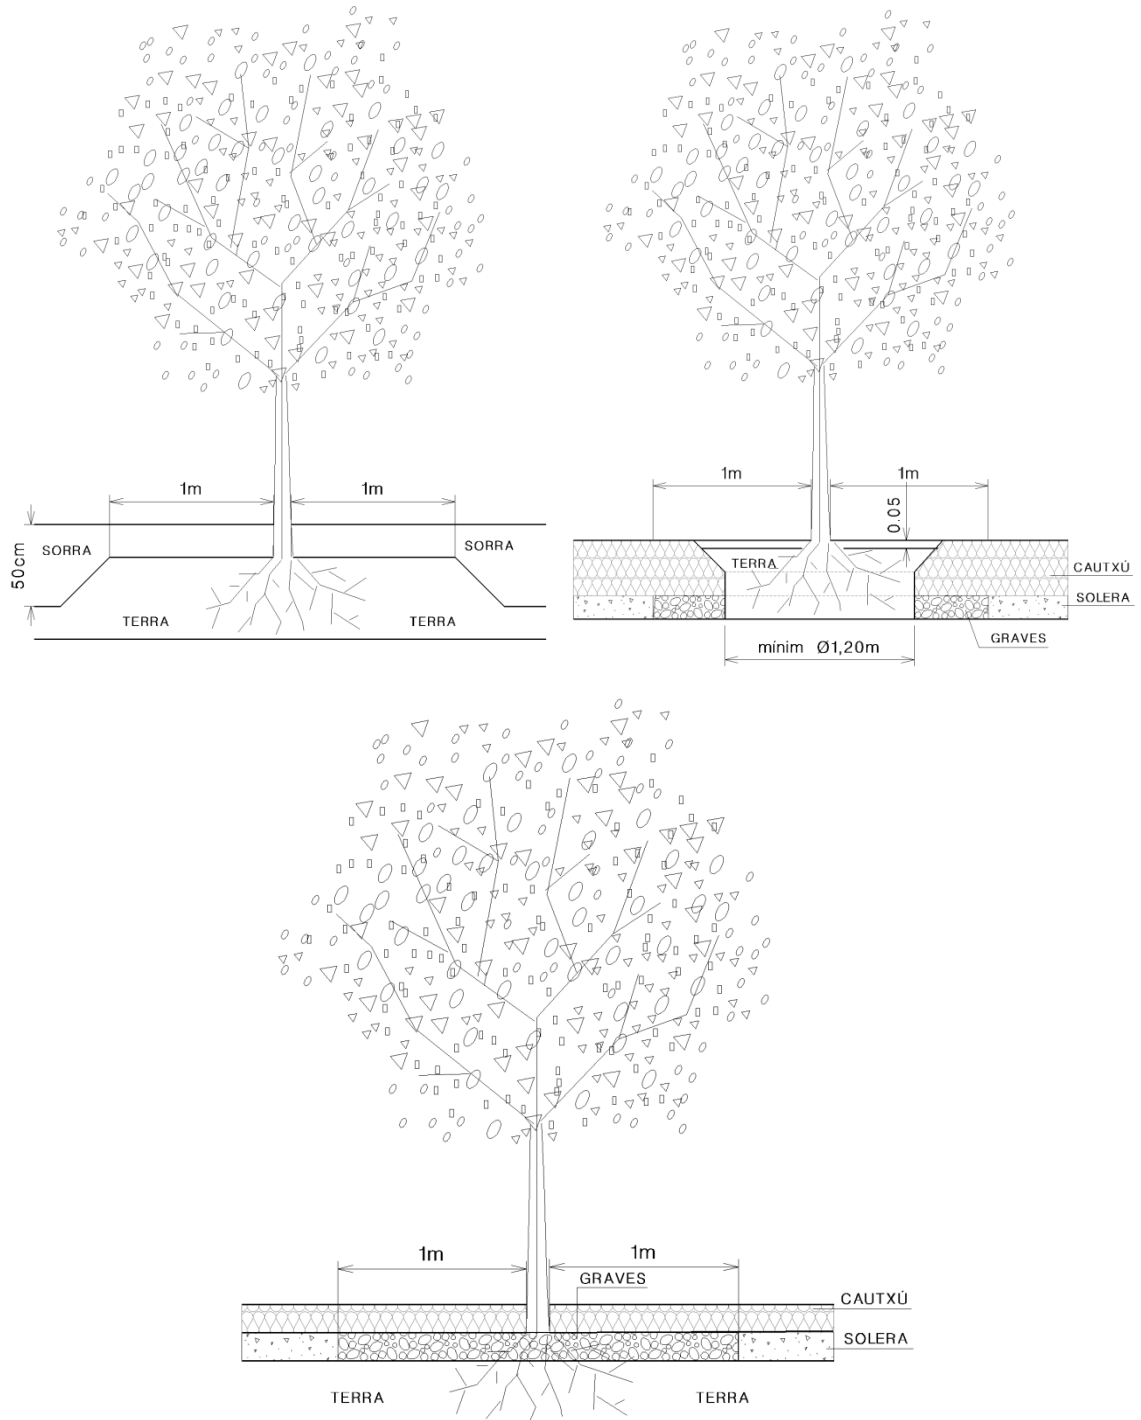 1m
1m
SORRA
SORRA
50cm
TERRA
TERRA
1m
1m
0.05
TERRA
CAUTXÚ
SOLERA
GRAVES
mínim Ø1,20m
1m
1m
GRAVES
CAUTXÚ
SOLERA
TERRA
TERRA